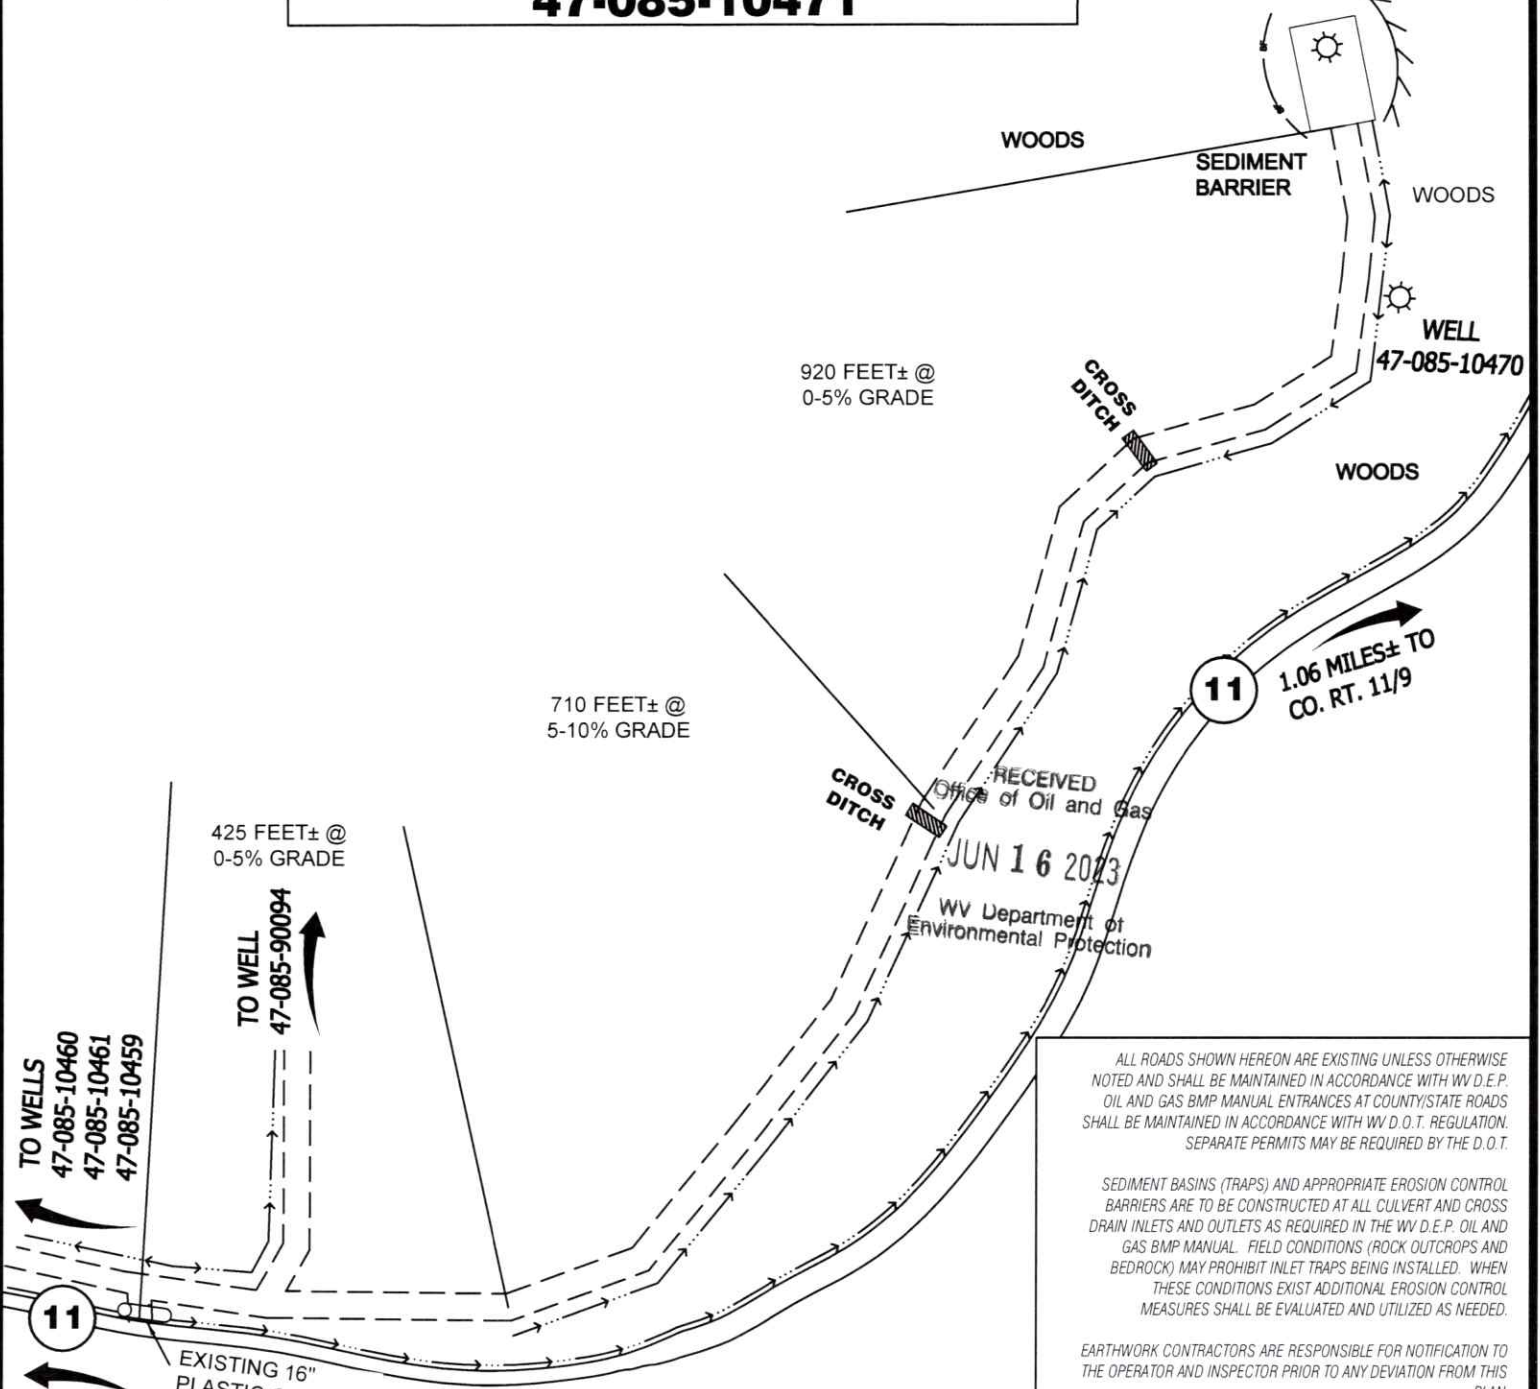 47-085-10471
WOODS
SEDIMENT
BARRIER
WOODS
WELL
47-085-10470
920 FEET± @
0-5% GRADE
CROSS
DITCH
WOODS
11
1.06 MILES± TO
CO. RT. 11/9
710 FEET± @
5-10% GRADE
CROSS
DITCH
RECEIVED
Office of Oil and Gas
JUN 16 2023
WV Department of
Environmental Protection
425 FEET± @
0-5% GRADE
TO WELL
47-085-90094
TO WELLS
47-085-10460
47-085-10461
47-085-10459
11
EXISTING 16"
PLASTIC
ALL ROADS SHOWN HEREON ARE EXISTING UNLESS OTHERWISE
NOTED AND SHALL BE MAINTAINED IN ACCORDANCE WITH WV D.E.P.
OIL AND GAS BMP MANUAL ENTRANCES AT COUNTY/STATE ROADS
SHALL BE MAINTAINED IN ACCORDANCE WITH WV D.O.T. REGULATION.
SEPARATE PERMITS MAY BE REQUIRED BY THE D.O.T.
SEDIMENT BASINS (TRAPS) AND APPROPRIATE EROSION CONTROL
BARRIERS ARE TO BE CONSTRUCTED AT ALL CULVERT AND CROSS
DRAIN INLETS AND OUTLETS AS REQUIRED IN THE WV D.E.P. OIL AND
GAS BMP MANUAL. FIELD CONDITIONS (ROCK OUTCROPS AND
BEDROCK) MAY PROHIBIT INLET TRAPS BEING INSTALLED. WHEN
THESE CONDITIONS EXIST ADDITIONAL EROSION CONTROL
MEASURES SHALL BE EVALUATED AND UTILIZED AS NEEDED.
EARTHWORK CONTRACTORS ARE RESPONSIBLE FOR NOTIFICATION TO
THE OPERATOR AND INSPECTOR PRIOR TO ANY DEVIATION FROM THIS
PLAN